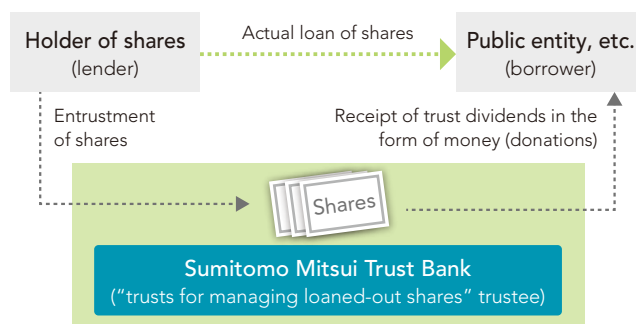 Holder of shares
(lender)
Actual loan of shares
Public entity, etc.
(borrower)
Entrustment
of shares
Receipt of trust dividends in the
form of money (donations)
Shares
Sumitomo Mitsui Trust Bank
(“trusts for managing loaned-out shares” trustee)